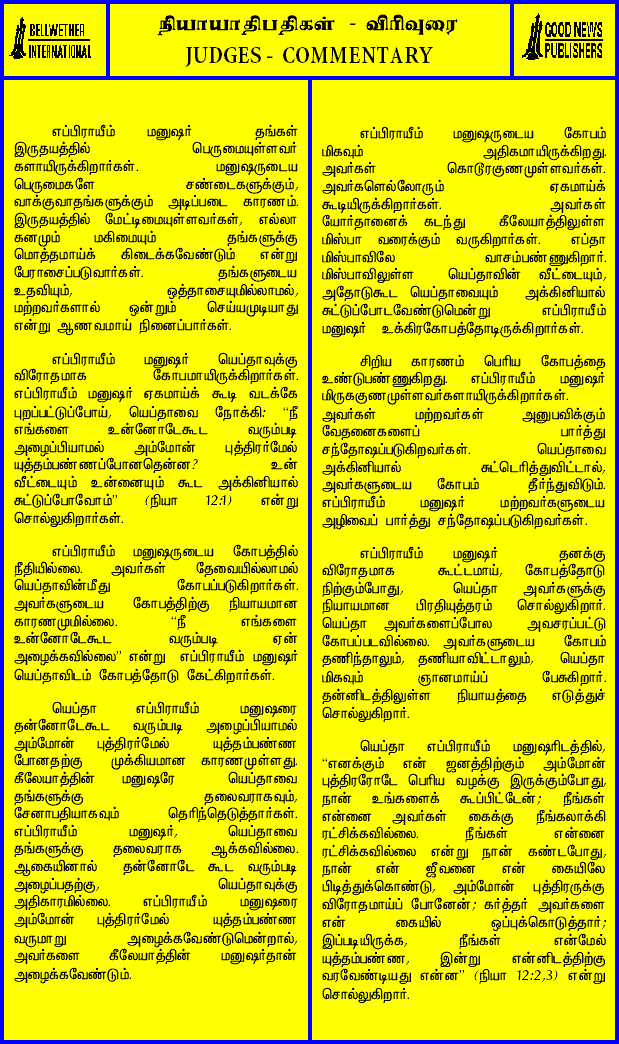 BELLWETHER
INTERNATIONAL
நியாயாதிபதிகள் - விரிவுரை
JUDGES - COMMENTARY
GOOD NEWS
PUBLISHERS
எப்பிராயீம் மனுஷர் தங்கள்
இருதயத்தில் பெருமையுள்ளவர்
களாயிருக்கிறார்கள். மனுஷருடைய
பெருமைகளே சண்டைகளுக்கும்,
வாக்குவாதங்களுக்கும் அடிப்படை காரணம்.
இருதயத்தில் மேட்டிமையுள்ளவர்கள், எல்லா
கனமும் மகிமையும் தங்களுக்கு
மொத்தமாய்க் கிடைக்கவேண்டும் என்று
பேராசைப்படுவார்கள். தங்களுடைய
உதவியும், ஒத்தாசையுமில்லாமல்,
மற்றவர்களால் ஒன்றும் செய்யமுடியாது
என்று ஆணவமாய் நினைப்பார்கள்.
எப்பிராயீம் மனுஷர் யெப்தாவுக்கு
விரோதமாக கோபமாயிருக்கிறார்கள்.
எப்பிராயீம் மனுஷர் ஏகமாய்க் கூடி வடக்கே
புறப்பட்டுப்போய், யெப்தாவை நோக்கி: “நீ
எங்களை உன்னோடேகூட வரும்படி
அழைப்பியாமல் அம்மோன் புத்திரர்மேல்
யுத்தம்பண்ணப்போனதென்ன? உன்
வீட்டையும் உன்னையும் கூட அக்கினியால்
சுட்டுப்போவோம்” (நியா 12:1) என்று
சொல்லுகிறார்கள்.
எப்பிராயீம் மனுஷருடைய கோபத்தில்
நீதியில்லை. அவர்கள் தேவையில்லாமல்
யெப்தாவின்மீது கோபப்படுகிறார்கள்.
அவர்களுடைய கோபத்திற்கு நியாயமான
காரணமுமில்லை. “நீ எங்களை
உன்னோடேகூட வரும்படி ஏன்
அழைக்கவில்லை” என்று எப்பிராயீம் மனுஷர்
யெப்தாவிடம் கோபத்தோடு கேட்கிறார்கள்.
யெப்தா எப்பிராயீம் மனுஷரை
தன்னோடேகூட வரும்படி அழைப்பியாமல்
அம்மோன் புத்திரர்மேல் யுத்தம்பண்ண
போனதற்கு முக்கியமான காரணமுள்ளது.
கீலேயாத்தின் மனுஷரே யெப்தாவை
தங்களுக்கு தலைவராகவும்,
சேனாபதியாகவும் தெரிந்தெடுத்தார்கள்.
எப்பிராயீம் மனுஷர், யெப்தாவை
தங்களுக்கு தலைவராக ஆக்கவில்லை.
ஆகையினால் தன்னோடே கூட வரும்படி
அழைப்பதற்கு, யெப்தாவுக்கு
அதிகாரமில்லை. எப்பிராயீம் மனுஷரை
அம்மோன் புத்திரர்மேல் யுத்தம்பண்ண
வருமாறு அழைக்கவேண்டுமென்றால்,
அவர்களை கீலேயாத்தின் மனுஷர்தான்
அழைக்கவேண்டும்.
எப்பிராயீம் மனுஷருடைய கோபம்
மிகவும் அதிகமாயிருக்கிறது.
அவர்கள் கொடூரகுணமுள்ளவர்கள்.
அவர்களெல்லோரும் ஏகமாய்க்
கூடியிருக்கிறார்கள். அவர்கள்
யோர்தானைக் கடந்து கீலேயாத்திலுள்ள
மிஸ்பா வரைக்கும் வருகிறார்கள். எப்தா
மிஸ்பாவிலே வாசம்பண்ணுகிறார்.
மிஸ்பாவிலுள்ள யெப்தாவின் வீட்டையும்,
அதோடுகூட யெப்தாவையும் அக்கினியால்
சுட்டுப்போடவேண்டுமென்று எப்பிராயீம்
மனுஷர் உக்கிரகோபத்தோடிருக்கிறார்கள்.
சிறிய காரணம் பெரிய கோபத்தை
உண்டுபண்ணுகிறது. எப்பிராயீம் மனுஷர்
மிருககுணமுள்ளவர்களாயிருக்கிறார்கள்.
அவர்கள் மற்றவர்கள் அனுபவிக்கும்
வேதனைகளைப் பார்த்து
சந்தோஷப்படுகிறவர்கள். யெப்தாவை
அக்கினியால் சுட்டெரித்துவிட்டால்,
அவர்களுடைய கோபம் தீர்ந்துவிடும்.
எப்பிராயீம் மனுஷர் மற்றவர்களுடைய
அழிவைப் பார்த்து சந்தோஷப்படுகிறவர்கள்.
எப்பிராயீம் மனுஷர் தனக்கு
விரோதமாக கூட்டமாய், கோபத்தோடு
நிற்கும்போது, யெப்தா அவர்களுக்கு
நியாயமான பிரதியுத்தரம் சொல்லுகிறார்.
யெப்தா அவர்களைப்போல அவசரப்பட்டு
கோபப்படவில்லை. அவர்களுடைய கோபம்
தணிந்தாலும், தணியாவிட்டாலும், யெப்தா
மிகவும் ஞானமாய்ப் பேசுகிறார்.
தன்னிடத்திலுள்ள நியாயத்தை எடுத்துச்
சொல்லுகிறார்.
யெப்தா எப்பிராயீம் மனுஷரிடத்தில்,
“எனக்கும் என் ஜனத்திற்கும் அம்மோன்
புத்திரரோடே பெரிய வழக்கு இருக்கும்போது,
நான் உங்களைக் கூப்பிட்டேன்; நீங்கள்
என்னை அவர்கள் கைக்கு நீங்கலாக்கி
ரட்சிக்கவில்லை. நீங்கள் என்னை
ரட்சிக்கவில்லை என்று நான் கண்டபோது,
நான் என் ஜீவனை என் கையிலே
பிடித்துக்கொண்டு, அம்மோன் புத்திரருக்கு
விரோதமாய்ப் போனேன்; கர்த்தர் அவர்களை
என் கையில் ஒப்புக்கொடுத்தார்;
இப்படியிருக்க, நீங்கள் என்மேல்
யுத்தம்பண்ண, இன்று என்னிடத்திற்கு
வரவேண்டியது என்ன” (நியா 12:2,3) என்று
சொல்லுகிறார்.